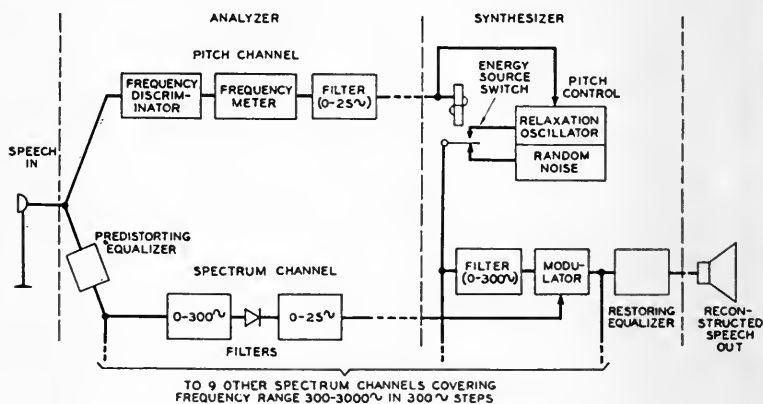 ANALYZER
SYNTHESIZER
PITCH CHANNEL
FREQUENCY
DISCRIM-
INATOR
FREQUENCY
METER
FILTER
(0-25~)
ENERGY
SOURCE
SWITCH
PITCH
CONTROL
RELAXATION
OSCILLATOR
RANDOM
NOISE
SPEECH
IN
PREDISTORTING
EQUALIZER
SPECTRUM CHANNEL
0-300~
0-25~
FILTERS
FILTER
(0-300~)
MODU-
LATOR
RESTORING
EQUALIZER
RECON-
STRUCTED
SPEECH
OUT
TO 9 OTHER SPECTRUM CHANNELS COVERING
FREQUENCY RANGE 300-3000~ IN 300~ STEPS